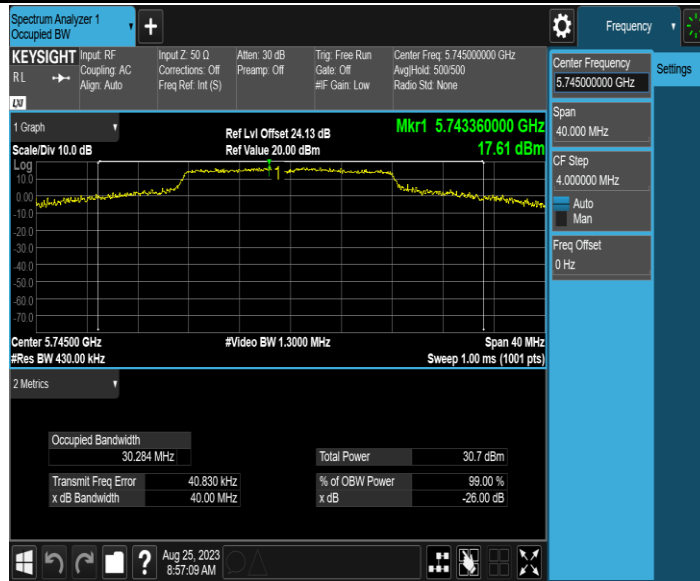 Spectrum Analyzer 1
Occupied BW
+
Frequency
KEYSIGHT
RL
LXI
Input: RF
Coupling: AC
Align: Auto
Input Z: 50 Ω
Corrections: Off
Freq Ref: Int (S)
Atten: 30 dB
Preamp: Off
Trig: Free Run
Gate: Off
#IF Gain: Low
Center Freq: 5.745000000 GHz
Avg|Hold: 500/500
Radio Std: None
Center Frequency
5.745000000 GHz
Settings
Span
40.000 MHz
CF Step
4.000000 MHz
Auto
Man
Freq Offset
0 Hz
1 Graph
Scale/Div 10.0 dB
Ref Lvl Offset 24.13 dB
Ref Value 20.00 dBm
Mkr1 5.743360000 GHz
17.61 dBm
Log
10.0
0.00
-10.0
-20.0
-30.0
-40.0
-50.0
-60.0
-70.0
1
Center 5.74500 GHz
#Video BW 1.3000 MHz
Span 40 MHz
#Res BW 430.00 kHz
Sweep 1.00 ms (1001 pts)
2 Metrics
Occupied Bandwidth
30.284 MHz
Total Power 30.7 dBm
Transmit Freq Error 40.830 kHz
% of OBW Power 99.00 %
x dB Bandwidth 40.00 MHz
x dB -26.00 dB
?
Aug 25, 2023
8:57:09 AM